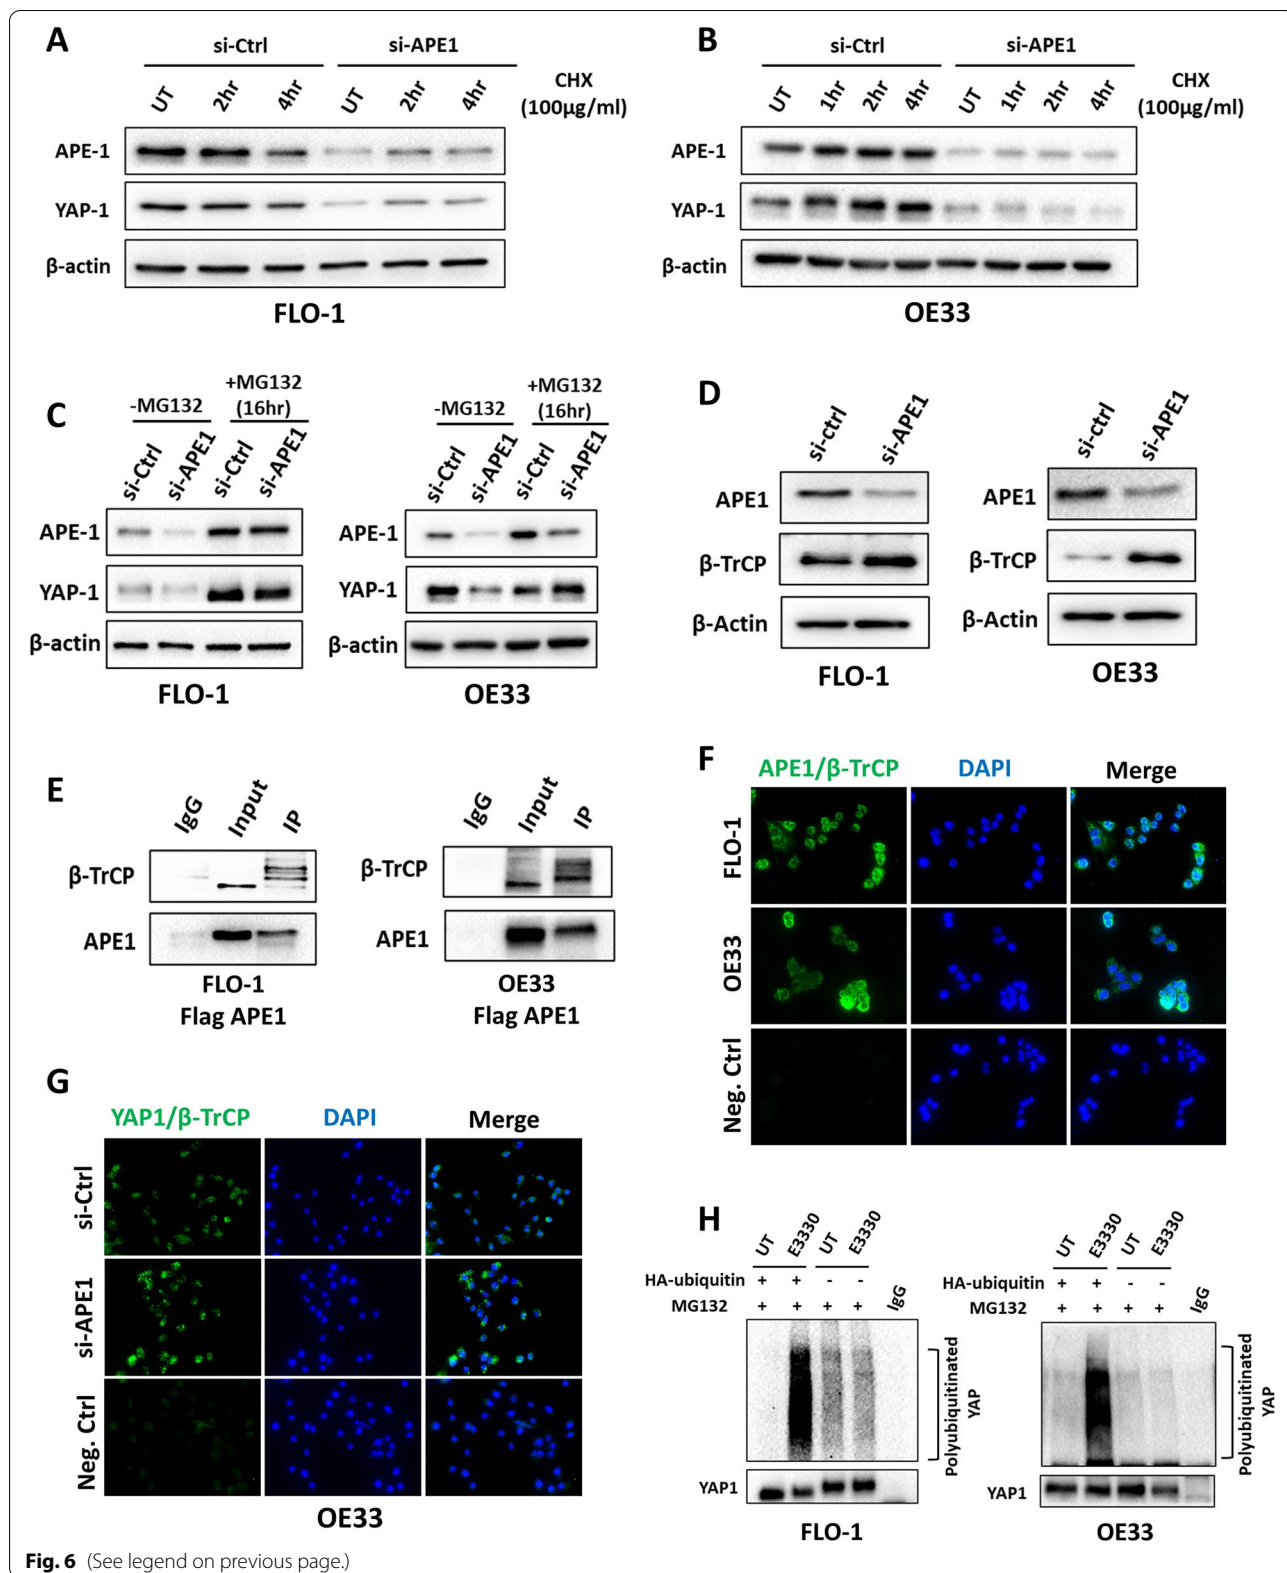 A
si-Ctrl
si-APE1
UT
2hr
4hr
UT
2hr
4hr
CHX
(100µg/ml)
APE-1
YAP-1
β-actin
FLO-1
B
si-Ctrl
si-APE1
UT
1hr
2hr
4hr
UT
1hr
2hr
4hr
CHX
(100µg/ml)
APE-1
YAP-1
β-actin
OE33
C
-MG132
+MG132
(16hr)
si-Ctrl
si-APE1
si-Ctrl
si-APE1
APE-1
YAP-1
β-actin
FLO-1
-MG132
+MG132
(16hr)
si-Ctrl
si-APE1
si-Ctrl
si-APE1
APE-1
YAP-1
β-actin
OE33
D
si-ctrl
si-APE1
APE1
β-TrCP
β-Actin
FLO-1
si-ctrl
si-APE1
APE1
β-TrCP
β-Actin
OE33
E
IgG
Input
IP
β-TrCP
APE1
FLO-1
Flag APE1
IgG
Input
IP
β-TrCP
APE1
OE33
Flag APE1
F
APE1/β-TrCP
DAPI
Merge
FLO-1
OE33
Neg. Ctrl
G
YAP1/β-TrCP
DAPI
Merge
si-Ctrl
si-APE1
Neg. Ctrl
OE33
H
UT
E3330
UT
E3330
HA-ubiquitin + + - -
MG132 + + + +
IgG
Polyubiquitinated
YAP
YAP1
FLO-1
UT
E3330
UT
E3330
HA-ubiquitin + + - -
MG132 + + + +
IgG
Polyubiquitinated
YAP
YAP1
OE33
Fig. 6 (See legend on previous page.)